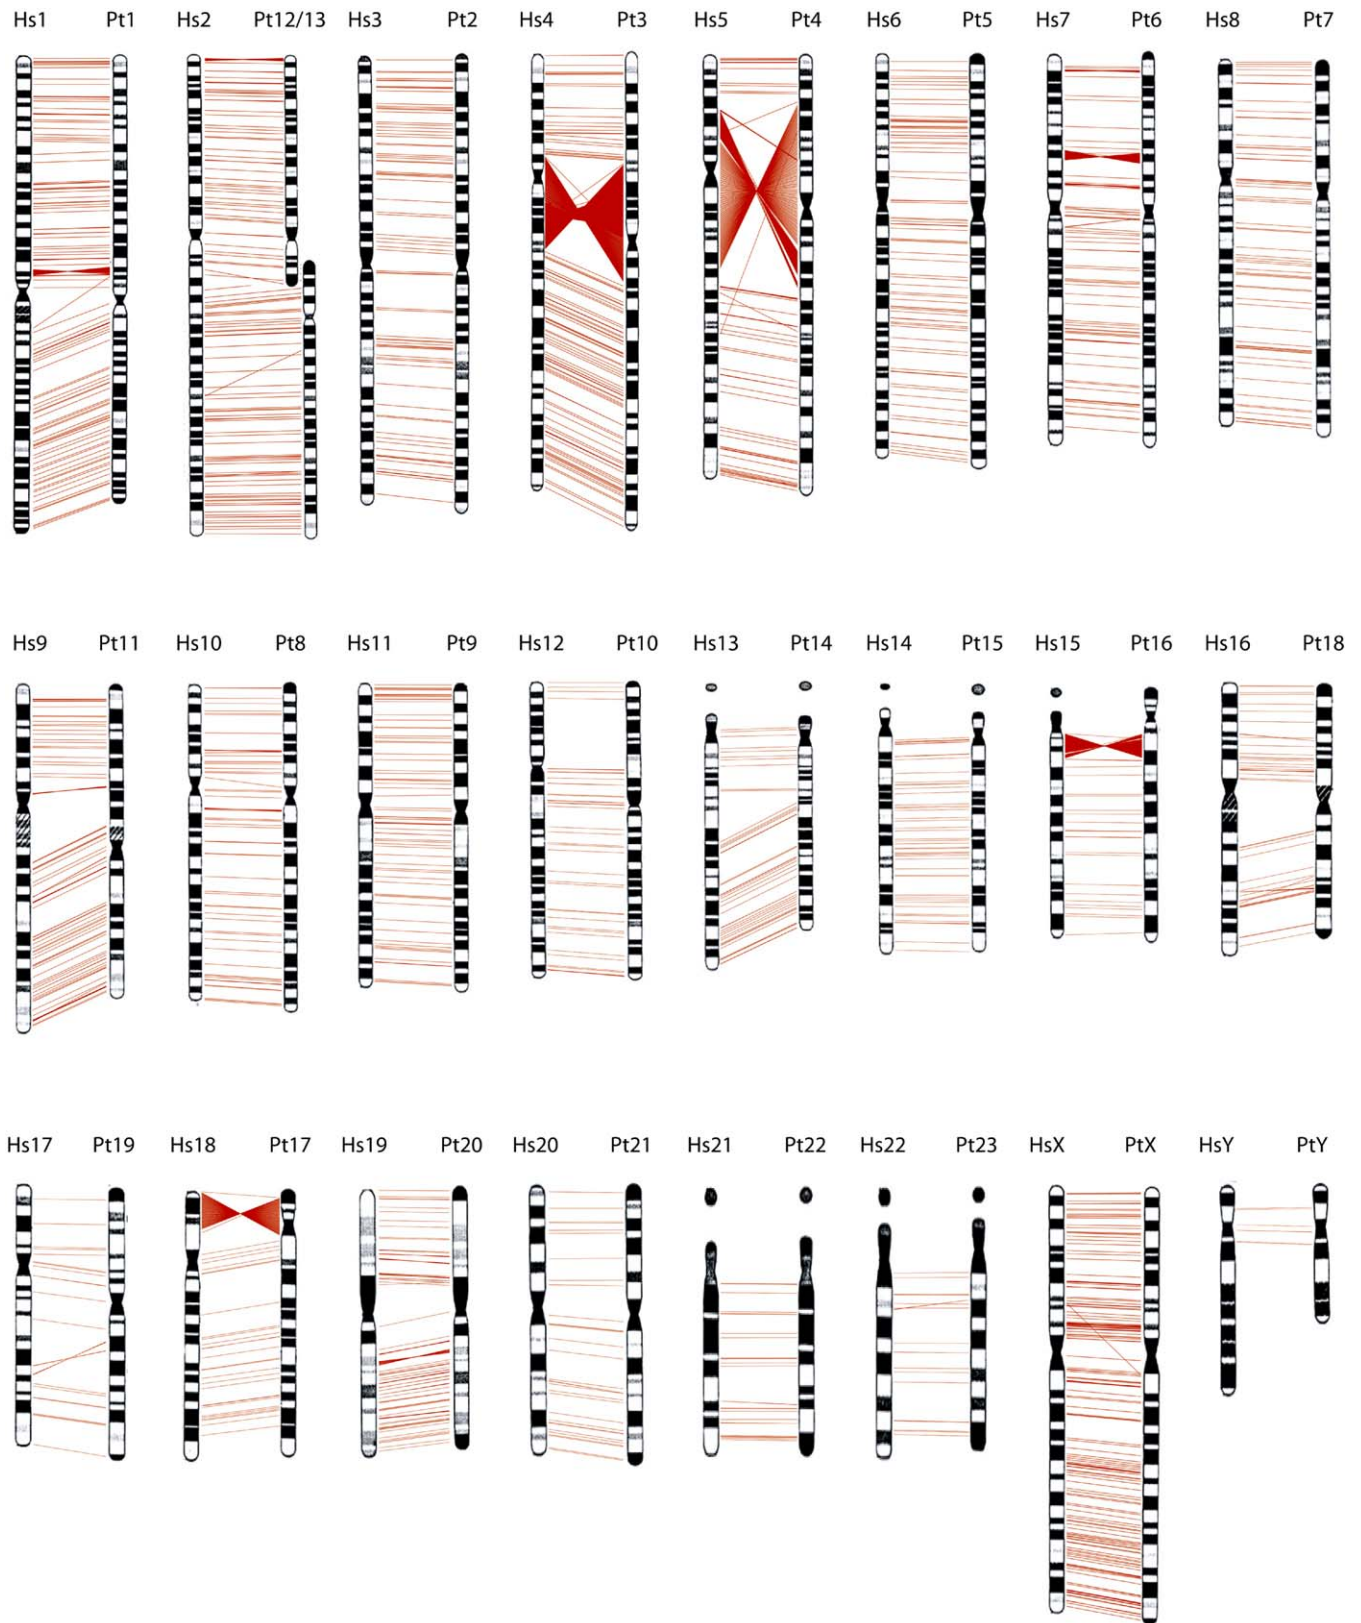 Hs1 Pt1 Hs2 Pt12/13 Hs3 Pt2 Hs4 Pt3 Hs5 Pt4 Hs6 Pt5 Hs7 Pt6 Hs8 Pt7
Hs9 Pt11 Hs10 Pt8 Hs11 Pt9 Hs12 Pt10 Hs13 Pt14 Hs14 Pt15 Hs15 Pt16 Hs16 Pt18
Hs17 Pt19 Hs18 Pt17 Hs19 Pt20 Hs20 Pt21 Hs21 Pt22 Hs22 Pt23 HsX PtX HsY PtY